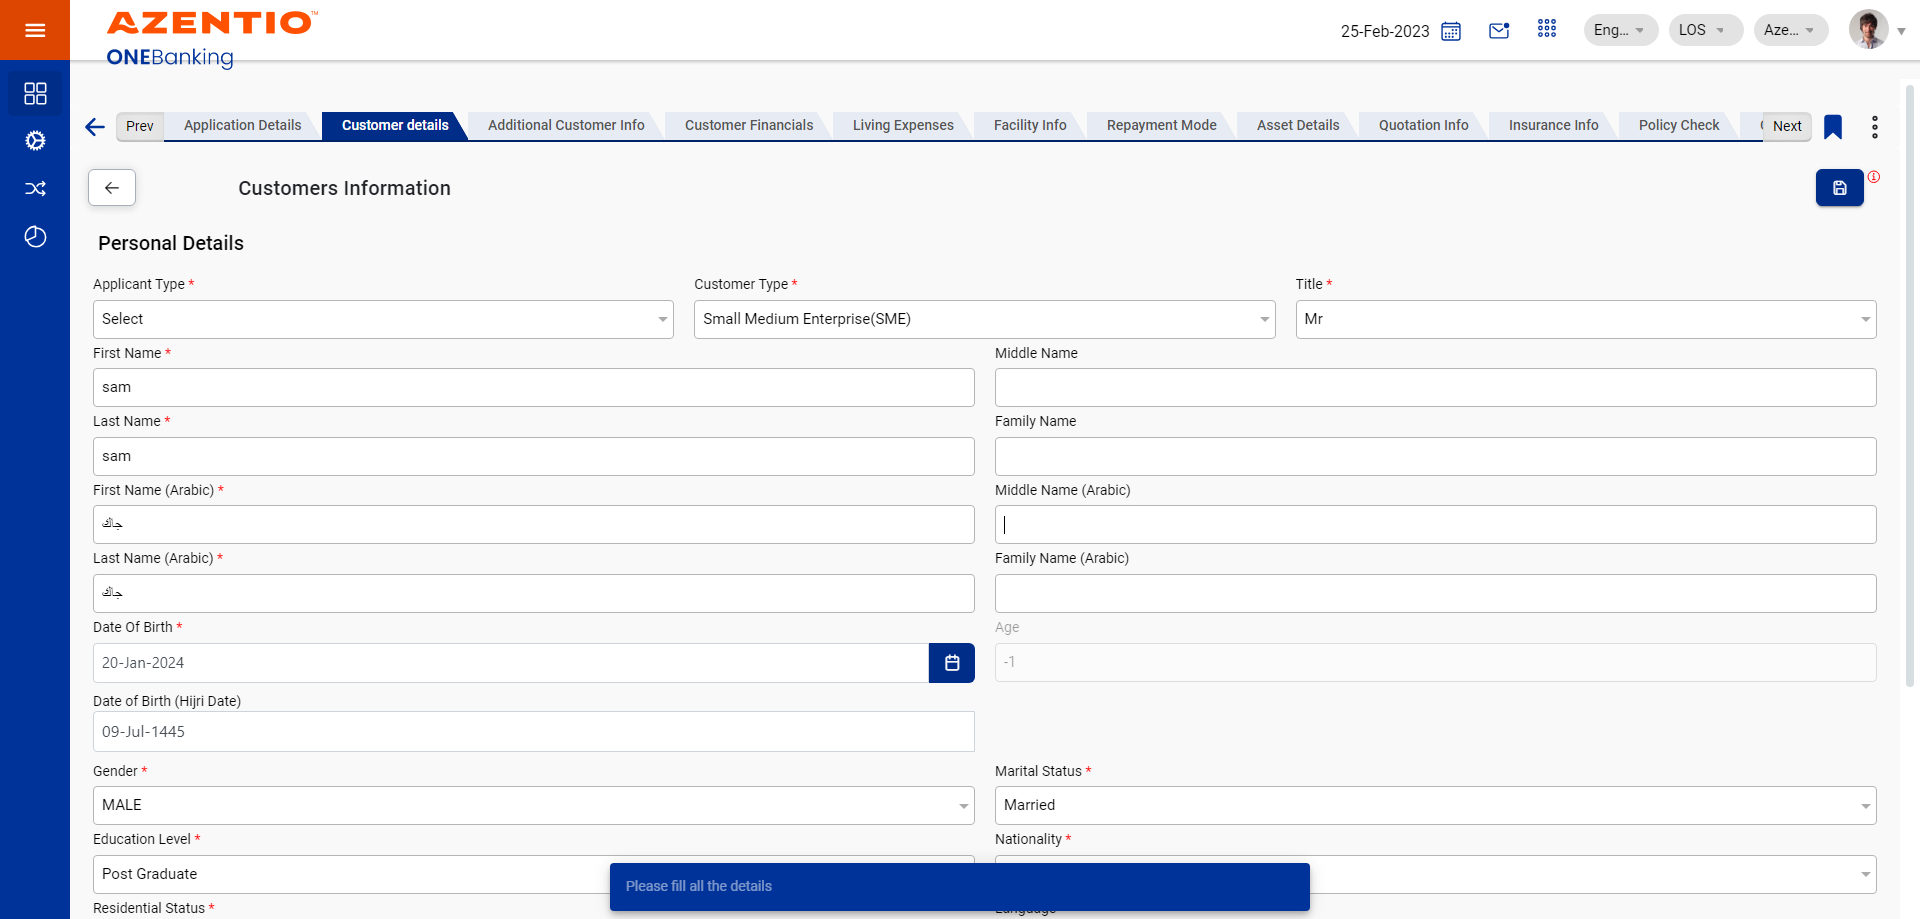 AZENTIO™
ONEBanking
25-Feb-2023
Eng...
LOS
Aze...
Prev
Application Details
Customer details
Additional Customer Info
Customer Financials
Living Expenses
Facility Info
Repayment Mode
Asset Details
Quotation Info
Insurance Info
Policy Check
Next
Customers Information
Personal Details
Applicant Type *
Customer Type *
Title *
Select
Small Medium Enterprise(SME)
Mr
First Name *
Middle Name
sam
Last Name *
Family Name
sam
First Name (Arabic) *
Middle Name (Arabic)
جاك
Last Name (Arabic) *
Family Name (Arabic)
جاك
Date Of Birth *
Age
20-Jan-2024
-1
Date of Birth (Hijri Date)
09-Jul-1445
Gender *
Marital Status *
MALE
Married
Education Level *
Nationality *
Post Graduate
Please fill all the details
Residential Status *
Language